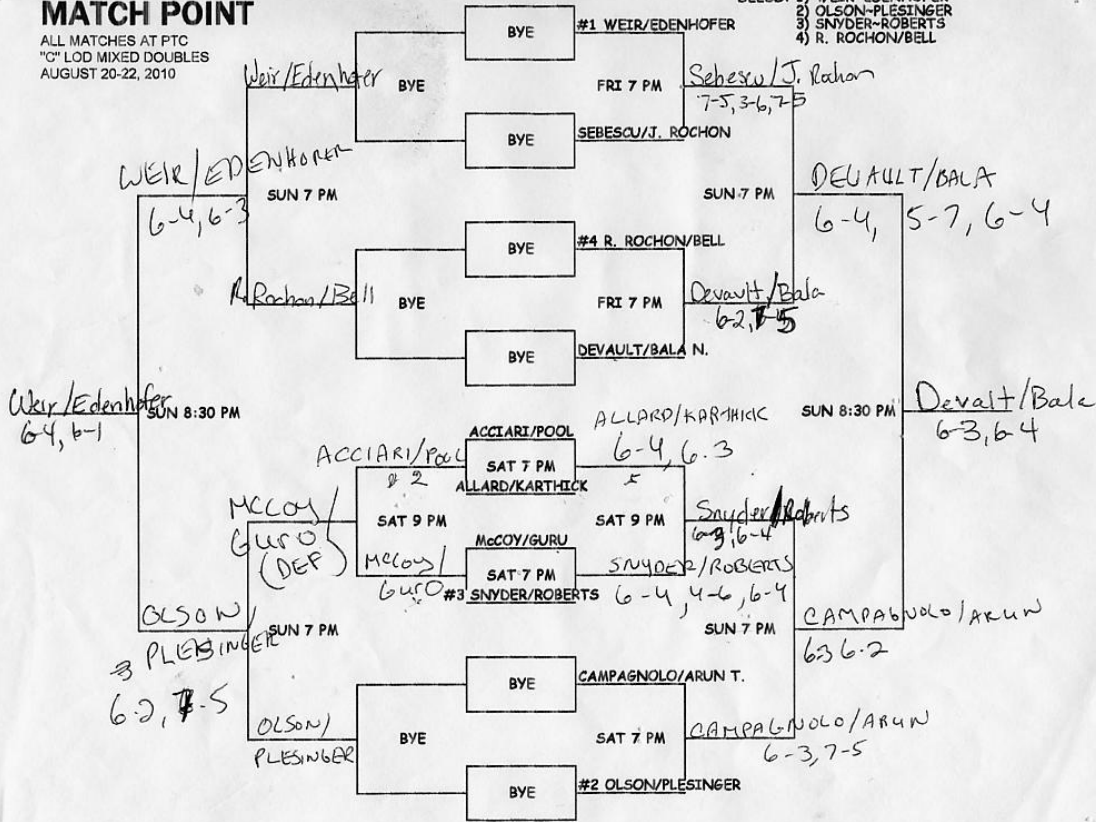 MATCH POINT
ALL MATCHES AT PTC
"C" LOD MIXED DOUBLES
AUGUST 20-22, 2010
2) OLSON~PLESINGER
3) SNYDER~ROBERTS
4) R. ROCHON/BELL
BYE
#1 WEIR/EDENHOFER
Weir/Edenhofer
BYE
FRI 7 PM
Sebescu/J. Rochon
7-5, 3-6, 7-5
BYE
SEBESCU/J. ROCHON
WEIR/EDENHOFER
6-4, 6-3
SUN 7 PM
SUN 7 PM
DEVAULT/BALA
6-4, 5-7, 6-4
BYE
#4 R. ROCHON/BELL
R. Rochon/Bell
BYE
FRI 7 PM
Devault/Bala
6-2, 7-5
BYE
DEVAULT/BALA N.
Weir/Edenhofer
6-4, 6-1
SUN 8:30 PM
SUN 8:30 PM
Devalt/Bala
6-3, 6-4
ACCIARI/POOL
ACCIARI/POOL
SAT 7 PM
ALLARD/KARTHICK
ALLARD/KARTHICK
6-4, 6-3
MCCOY/
GURO
(DEF)
SAT 9 PM
SAT 9 PM
Snyder/Roberts
McCOY/GURU
McCoy/
GURO
SAT 7 PM
#3 SNYDER/ROBERTS
SNYDER/ROBERTS
6-4, 4-6, 6-4
OLSON/
PLESINGER
6-2, 7-5
SUN 7 PM
SUN 7 PM
CAMPAGNOLO/ARUN
6-3 6-2
BYE
CAMPAGNOLO/ARUN T.
OLSON/
PLESINGER
BYE
SAT 7 PM
CAMPAGNOLO/ARUN
6-3, 7-5
BYE
#2 OLSON/PLESINGER